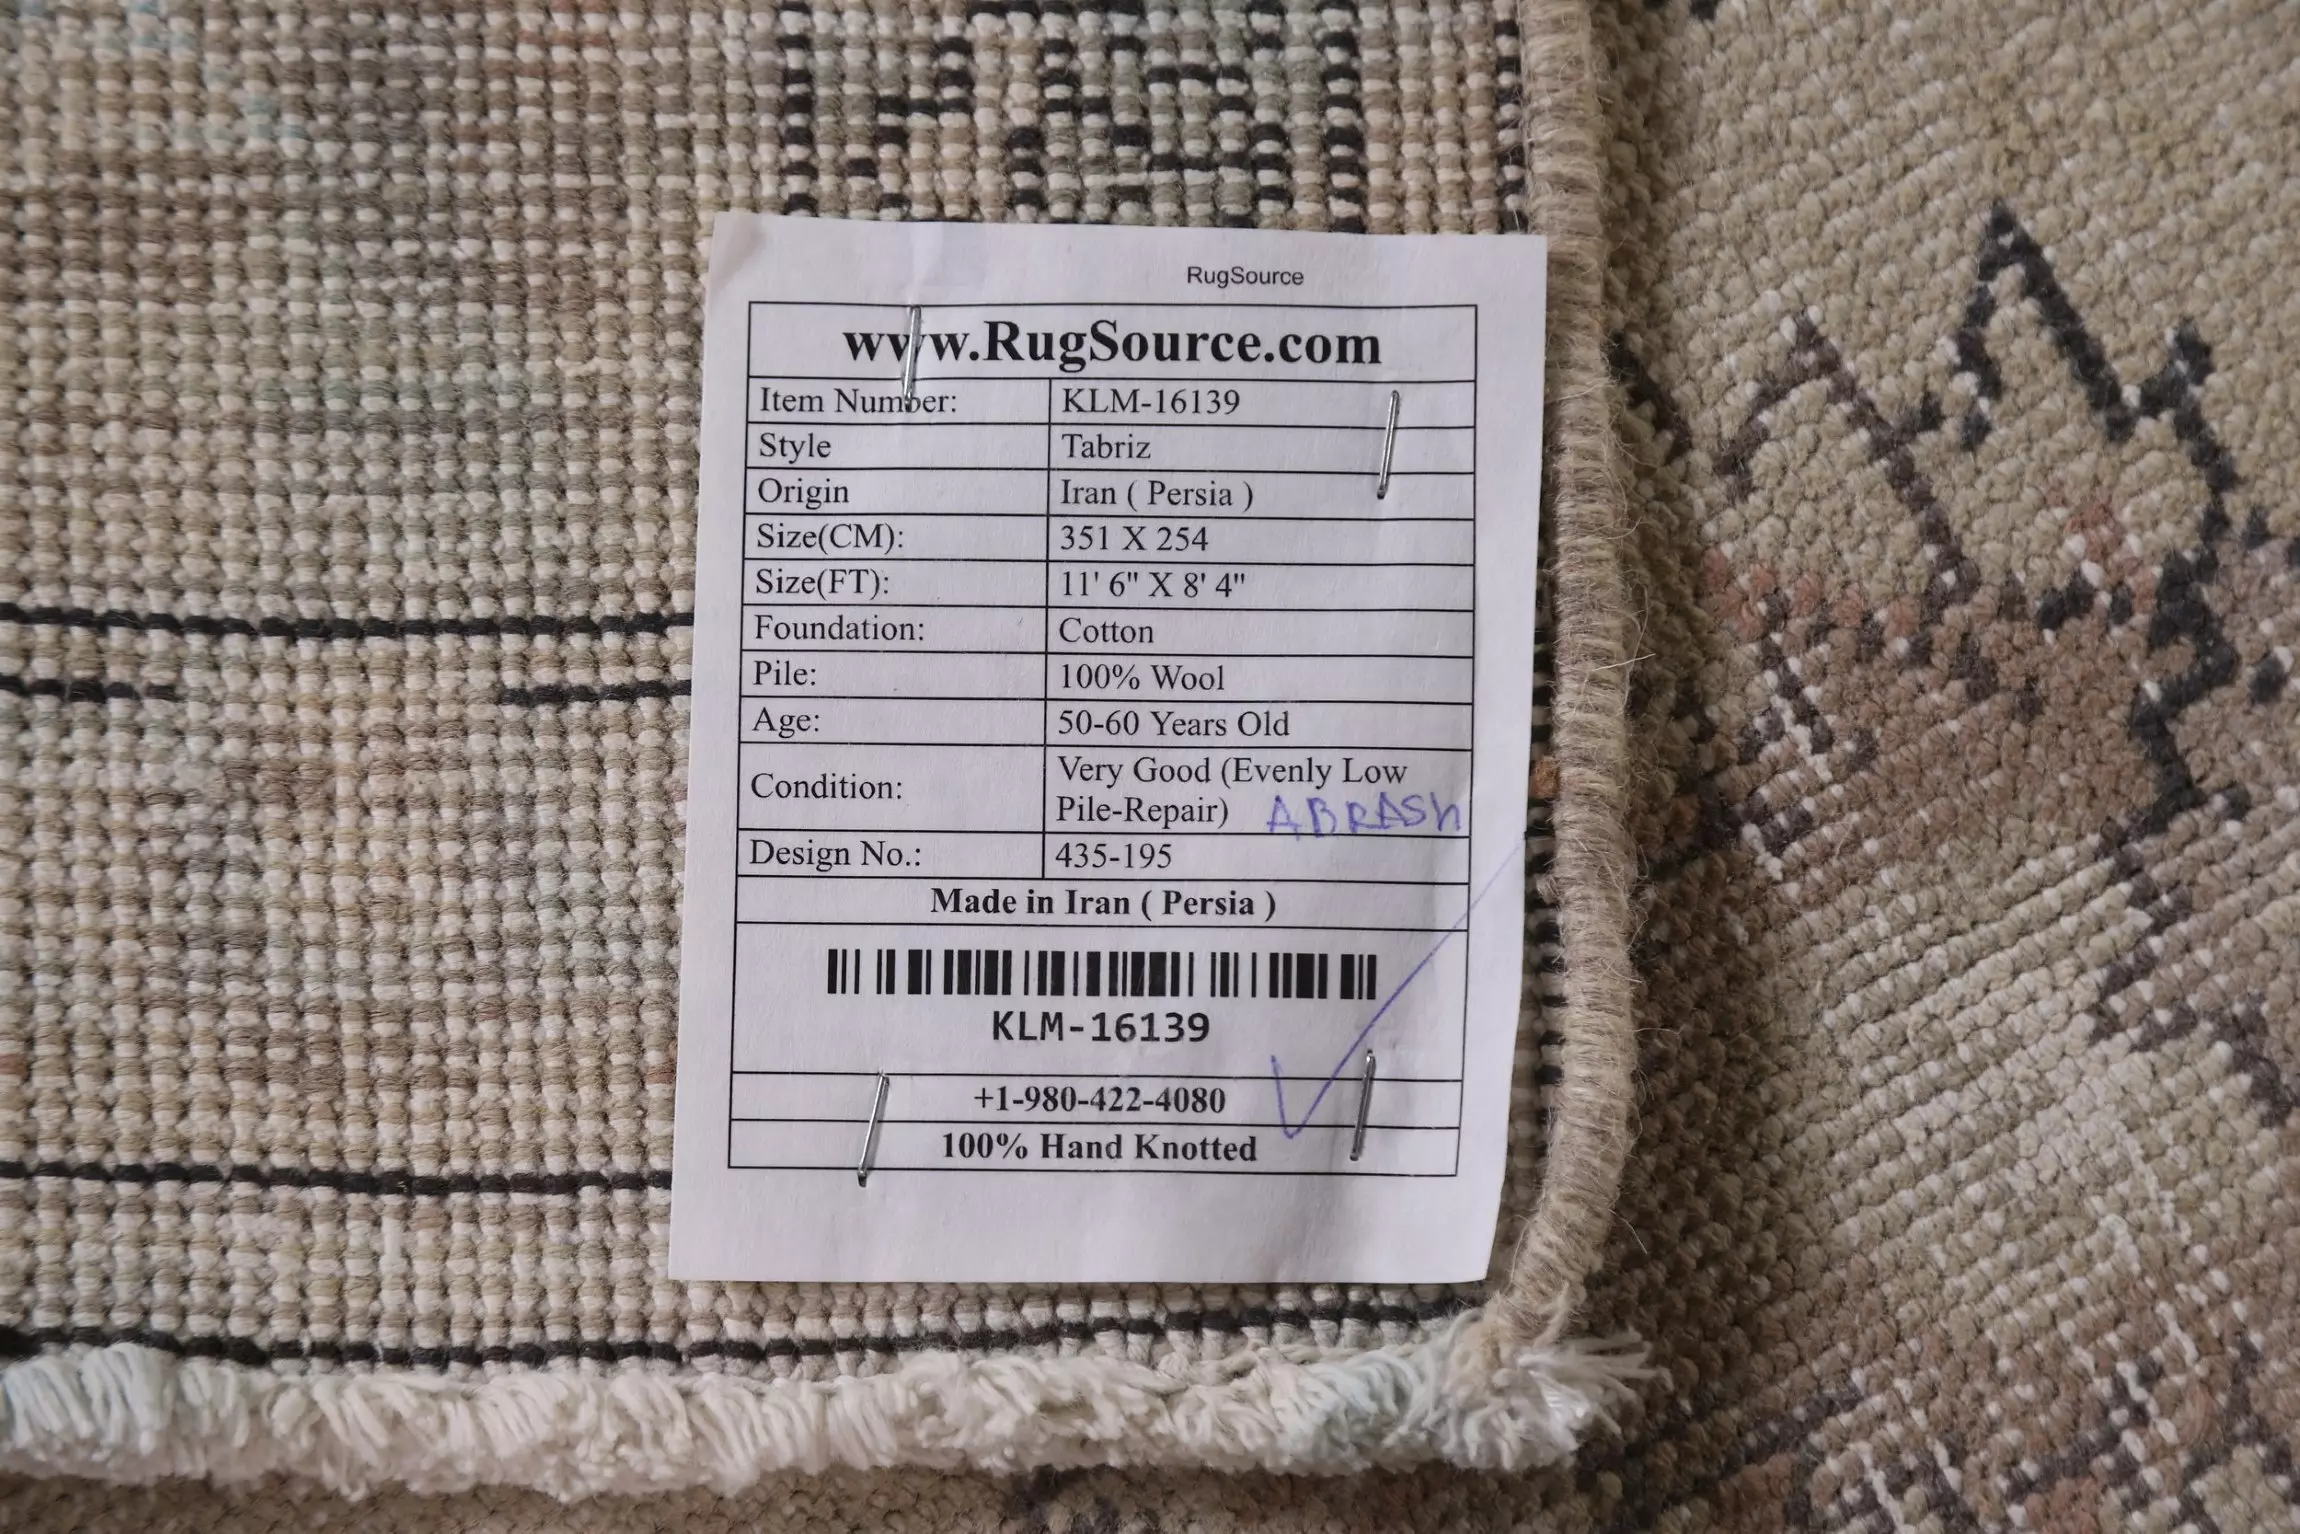 RugSource
www.RugSource.com
Item Number: KLM-16139
Style Tabriz
Origin Iran ( Persia )
Size(CM): 351 X 254
Size(FT): 11' 6" X 8' 4"
Foundation: Cotton
Pile: 100% Wool
Age: 50-60 Years Old
Condition: Very Good (Evenly Low
Pile-Repair) ABRASH
Design No.: 435-195
Made in Iran ( Persia )
KLM-16139
+1-980-422-4080
100% Hand Knotted